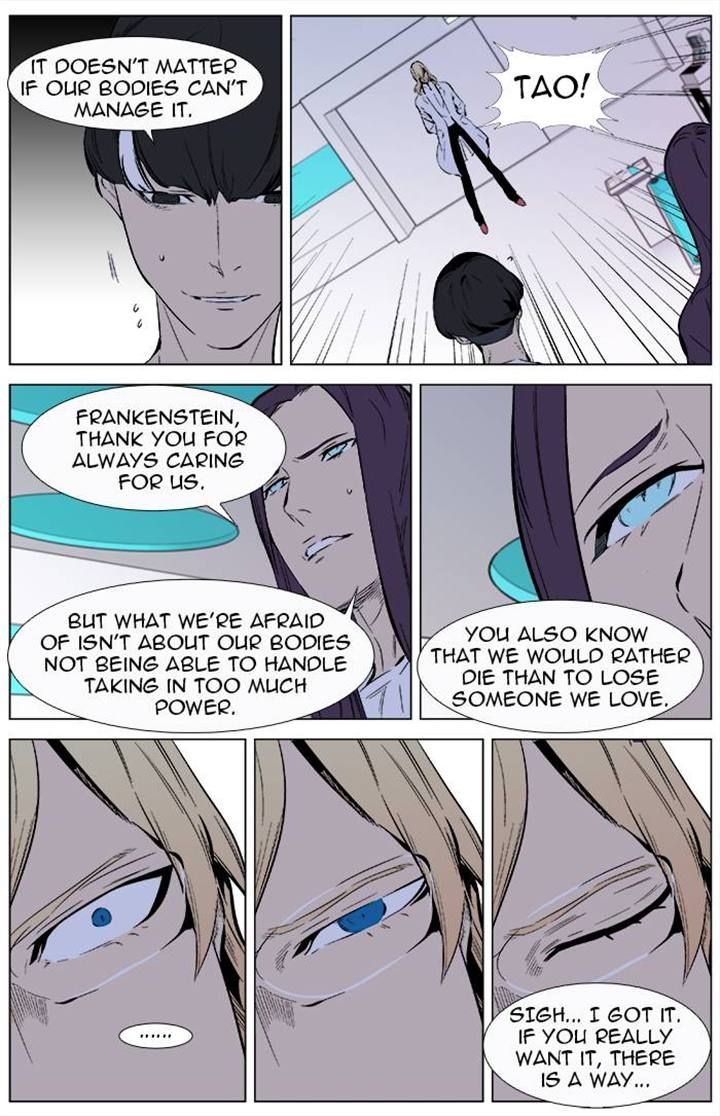 IT DOESN'T MATTER
IF OUR BODIES CAN'T
MANAGE IT.
TAO!
FRANKENSTEIN,
THANK YOU FOR
ALWAYS CARING
FOR US.
BUT WHAT WE'RE AFRAID
OF ISN'T ABOUT OUR BODIES
NOT BEING ABLE TO HANDLE
TAKING IN TOO MUCH
POWER.
YOU ALSO KNOW
THAT WE WOULD RATHER
DIE THAN TO LOSE
SOMEONE WE LOVE.
......
SIGH... I GOT IT.
IF YOU REALLY
WANT IT, THERE
IS A WAY...